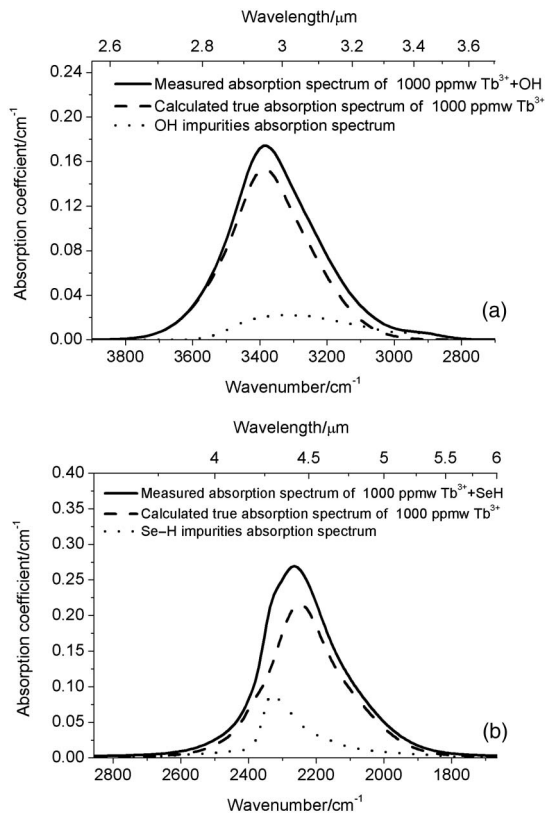 Wavelength/μm
2.6 2.8 3 3.2 3.4 3.6
Measured absorption spectrum of 1000 ppmw Tb³⁺+OH
Calculated true absorption spectrum of 1000 ppmw Tb³⁺
OH impurities absorption spectrum
Absorption coeffcient/cm⁻¹
0.24
0.20
0.16
0.12
0.08
0.04
0.00
(a)
3800 3600 3400 3200 3000 2800
Wavenumber/cm⁻¹
Wavelength/μm
4 4.5 5 5.5 6
Measured absorption spectrum of 1000 ppmw Tb³⁺+SeH
Calculated true absorption spectrum of 1000 ppmw Tb³⁺
Se–H impurities absorption spectrum
Absorption coefficient/cm⁻¹
0.40
0.35
0.30
0.25
0.20
0.15
0.10
0.05
0.00
(b)
2800 2600 2400 2200 2000 1800
Wavenumber/cm⁻¹